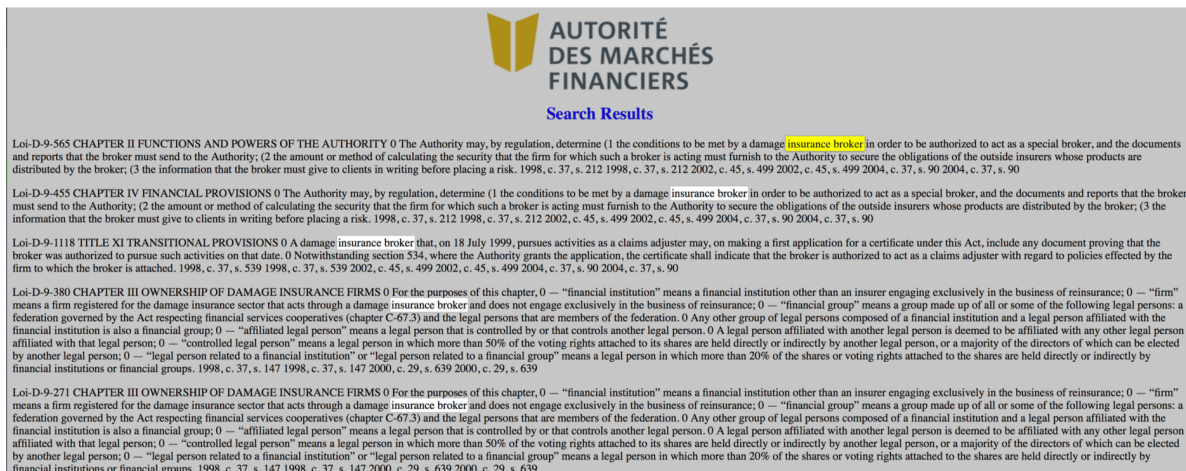 AUTORITÉ
DES MARCHÉS
FINANCIERS
Search Results
Loi-D-9-565 CHAPTER II FUNCTIONS AND POWERS OF THE AUTHORITY 0 The Authority may, by regulation, determine (1 the conditions to be met by a damage insurance broker in order to be authorized to act as a special broker, and the documents
and reports that the broker must send to the Authority; (2 the amount or method of calculating the security that the firm for which such a broker is acting must furnish to the Authority to secure the obligations of the outside insurers whose products are
distributed by the broker; (3 the information that the broker must give to clients in writing before placing a risk. 1998, c. 37, s. 212 1998, c. 37, s. 212 2002, c. 45, s. 499 2002, c. 45, s. 499 2004, c. 37, s. 90 2004, c. 37, s. 90
Loi-D-9-455 CHAPTER IV FINANCIAL PROVISIONS 0 The Authority may, by regulation, determine (1 the conditions to be met by a damage insurance broker in order to be authorized to act as a special broker, and the documents and reports that the broker
must send to the Authority; (2 the amount or method of calculating the security that the firm for which such a broker is acting must furnish to the Authority to secure the obligations of the outside insurers whose products are distributed by the broker; (3 the
information that the broker must give to clients in writing before placing a risk. 1998, c. 37, s. 212 1998, c. 37, s. 212 2002, c. 45, s. 499 2002, c. 45, s. 499 2004, c. 37, s. 90 2004, c. 37, s. 90
Loi-D-9-1118 TITLE XI TRANSITIONAL PROVISIONS 0 A damage insurance broker that, on 18 July 1999, pursues activities as a claims adjuster may, on making a first application for a certificate under this Act, include any document proving that the
broker was authorized to pursue such activities on that date. 0 Notwithstanding section 534, where the Authority grants the application, the certificate shall indicate that the broker is authorized to act as a claims adjuster with regard to policies effected by the
firm to which the broker is attached. 1998, c. 37, s. 539 1998, c. 37, s. 539 2002, c. 45, s. 499 2002, c. 45, s. 499 2004, c. 37, s. 90 2004, c. 37, s. 90
Loi-D-9-380 CHAPTER III OWNERSHIP OF DAMAGE INSURANCE FIRMS 0 For the purposes of this chapter, 0 — “financial institution” means a financial institution other than an insurer engaging exclusively in the business of reinsurance; 0 — “firm”
means a firm registered for the damage insurance sector that acts through a damage insurance broker and does not engage exclusively in the business of reinsurance; 0 — “financial group” means a group made up of all or some of the following legal persons: a
federation governed by the Act respecting financial services cooperatives (chapter C-67.3) and the legal persons that are members of the federation. 0 Any other group of legal persons composed of a financial institution and a legal person affiliated with the
financial institution is also a financial group; 0 — “affiliated legal person” means a legal person that is controlled by or that controls another legal person. 0 A legal person affiliated with another legal person is deemed to be affiliated with any other legal person
affiliated with that legal person; 0 — “controlled legal person” means a legal person in which more than 50% of the voting rights attached to its shares are held directly or indirectly by another legal person, or a majority of the directors of which can be elected
by another legal person; 0 — “legal person related to a financial institution” or “legal person related to a financial group” means a legal person in which more than 20% of the shares or voting rights attached to the shares are held directly or indirectly by
financial institutions or financial groups. 1998, c. 37, s. 147 1998, c. 37, s. 147 2000, c. 29, s. 639 2000, c. 29, s. 639
Loi-D-9-271 CHAPTER III OWNERSHIP OF DAMAGE INSURANCE FIRMS 0 For the purposes of this chapter, 0 — “financial institution” means a financial institution other than an insurer engaging exclusively in the business of reinsurance; 0 — “firm”
means a firm registered for the damage insurance sector that acts through a damage insurance broker and does not engage exclusively in the business of reinsurance; 0 — “financial group” means a group made up of all or some of the following legal persons: a
federation governed by the Act respecting financial services cooperatives (chapter C-67.3) and the legal persons that are members of the federation. 0 Any other group of legal persons composed of a financial institution and a legal person affiliated with the
financial institution is also a financial group; 0 — “affiliated legal person” means a legal person that is controlled by or that controls another legal person. 0 A legal person affiliated with another legal person is deemed to be affiliated with any other legal person
affiliated with that legal person; 0 — “controlled legal person” means a legal person in which more than 50% of the voting rights attached to its shares are held directly or indirectly by another legal person, or a majority of the directors of which can be elected
by another legal person; 0 — “legal person related to a financial institution” or “legal person related to a financial group” means a legal person in which more than 20% of the shares or voting rights attached to the shares are held directly or indirectly by
financial institutions or financial groups. 1998, c. 37, s. 147 1998, c. 37, s. 147 2000, c. 29, s. 639 2000, c. 29, s. 639